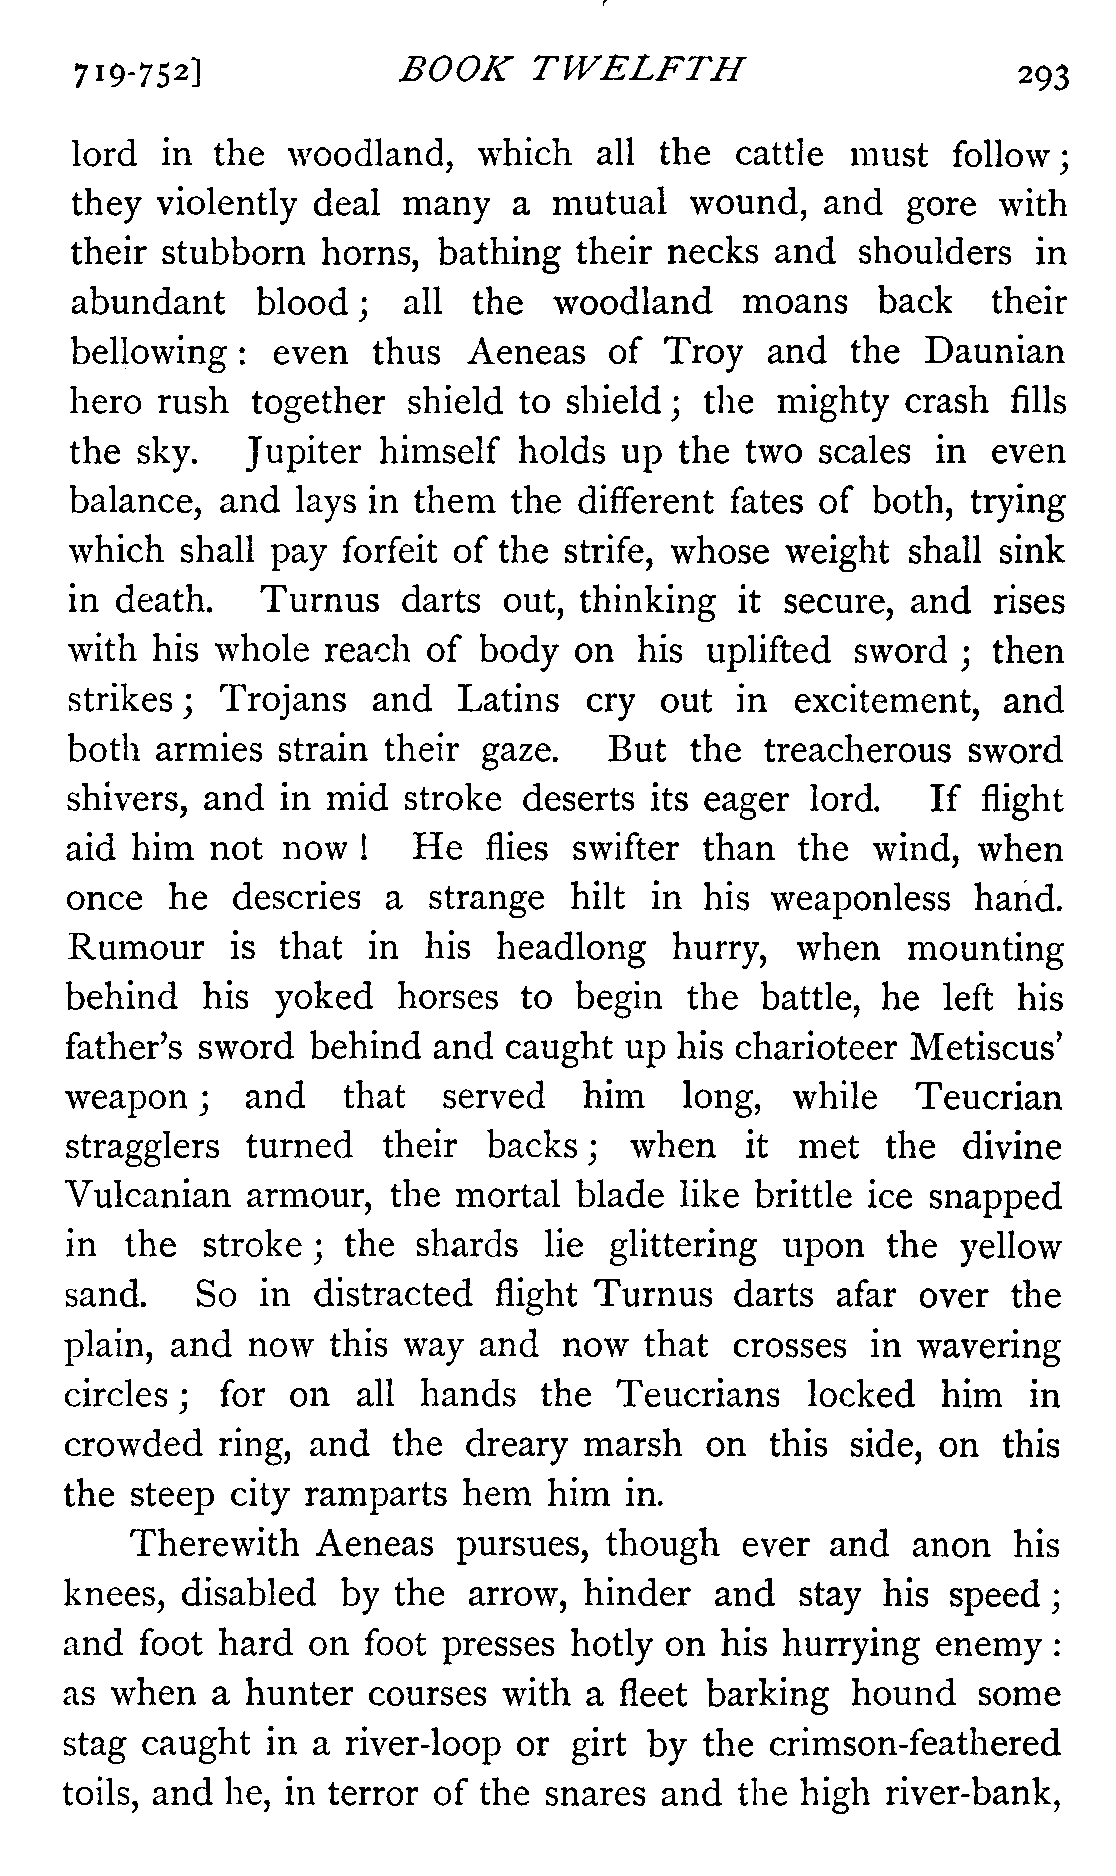 719-752] BOOK TWELFTH 293
lord in the woodland, which all the cattle must follow ;
they violently deal many a mutual wound, and gore with
their stubborn horns, bathing their necks and shoulders in
abundant blood ; all the woodland moans back their
bellowing : even thus Aeneas of Troy and the Daunian
hero rush together shield to shield ; the mighty crash fills
the sky. Jupiter himself holds up the two scales in even
balance, and lays in them the different fates of both, trying
which shall pay forfeit of the strife, whose weight shall sink
in death. Turnus darts out, thinking it secure, and rises
with his whole reach of body on his uplifted sword ; then
strikes ; Trojans and Latins cry out in excitement, and
both armies strain their gaze. But the treacherous sword
shivers, and in mid stroke deserts its eager lord. If flight
aid him not now ! He flies swifter than the wind, when
once he descries a strange hilt in his weaponless hand.
Rumour is that in his headlong hurry, when mounting
behind his yoked horses to begin the battle, he left his
father's sword behind and caught up his charioteer Metiscus'
weapon ; and that served him long, while Teucrian
stragglers turned their backs ; when it met the divine
Vulcanian armour, the mortal blade like brittle ice snapped
in the stroke ; the shards lie glittering upon the yellow
sand. So in distracted flight Turnus darts afar over the
plain, and now this way and now that crosses in wavering
circles ; for on all hands the Teucrians locked him in
crowded ring, and the dreary marsh on this side, on this
the steep city ramparts hem him in.
Therewith Aeneas pursues, though ever and anon his
knees, disabled by the arrow, hinder and stay his speed ;
and foot hard on foot presses hotly on his hurrying enemy :
as when a hunter courses with a fleet barking hound some
stag caught in a river-loop or girt by the crimson-feathered
toils, and he, in terror of the snares and the high river-bank,